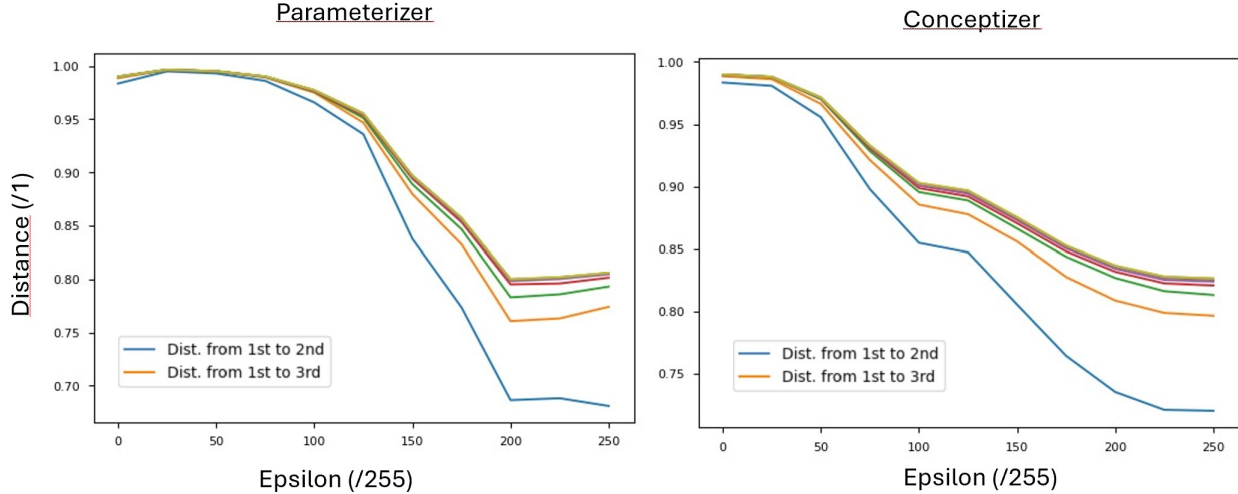 Parameterizer
Conceptizer
Distance (/1)
1.00
0.95
0.90
0.85
0.80
0.75
0.70
Dist. from 1st to 2nd
Dist. from 1st to 3rd
0 50 100 150 200 250
Epsilon (/255)
1.00
0.95
0.90
0.85
0.80
0.75
Dist. from 1st to 2nd
Dist. from 1st to 3rd
0 50 100 150 200 250
Epsilon (/255)